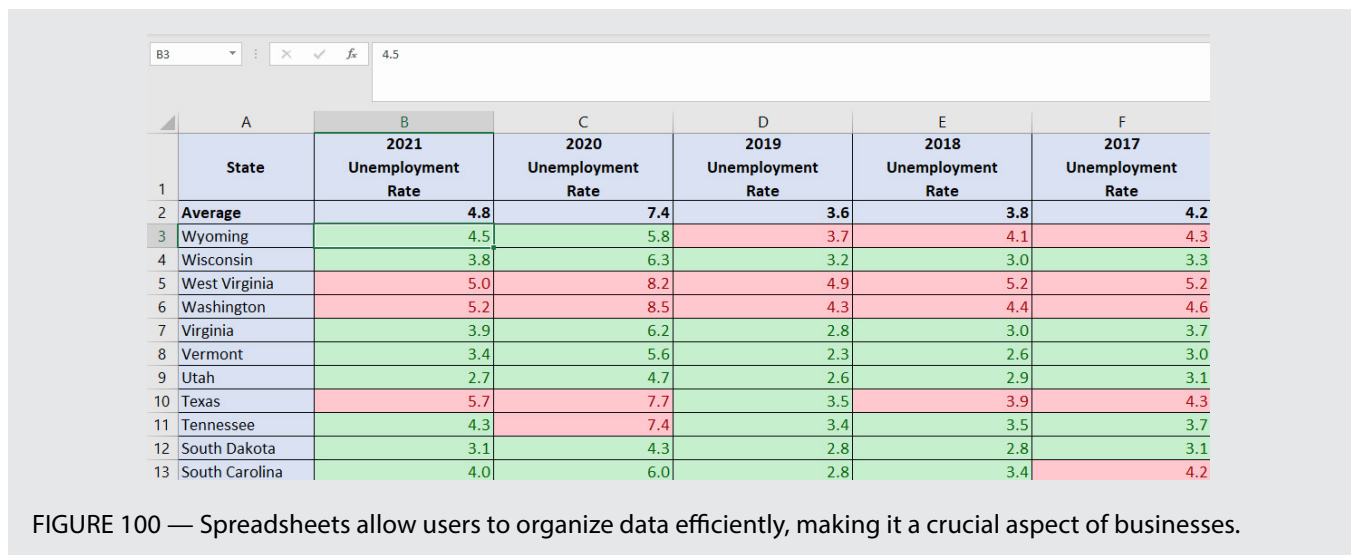 B3 fx 4.5
A B C D E F
2021 2020 2019 2018 2017
State Unemployment Unemployment Unemployment Unemployment Unemployment
1 Rate Rate Rate Rate Rate
2 Average 4.8 7.4 3.6 3.8 4.2
3 Wyoming 4.5 5.8 3.7 4.1 4.3
4 Wisconsin 3.8 6.3 3.2 3.0 3.3
5 West Virginia 5.0 8.2 4.9 5.2 5.2
6 Washington 5.2 8.5 4.3 4.4 4.6
7 Virginia 3.9 6.2 2.8 3.0 3.7
8 Vermont 3.4 5.6 2.3 2.6 3.0
9 Utah 2.7 4.7 2.6 2.9 3.1
10 Texas 5.7 7.7 3.5 3.9 4.3
11 Tennessee 4.3 7.4 3.4 3.5 3.7
12 South Dakota 3.1 4.3 2.8 2.8 3.1
13 South Carolina 4.0 6.0 2.8 3.4 4.2
FIGURE 100 — Spreadsheets allow users to organize data efficiently, making it a crucial aspect of businesses.